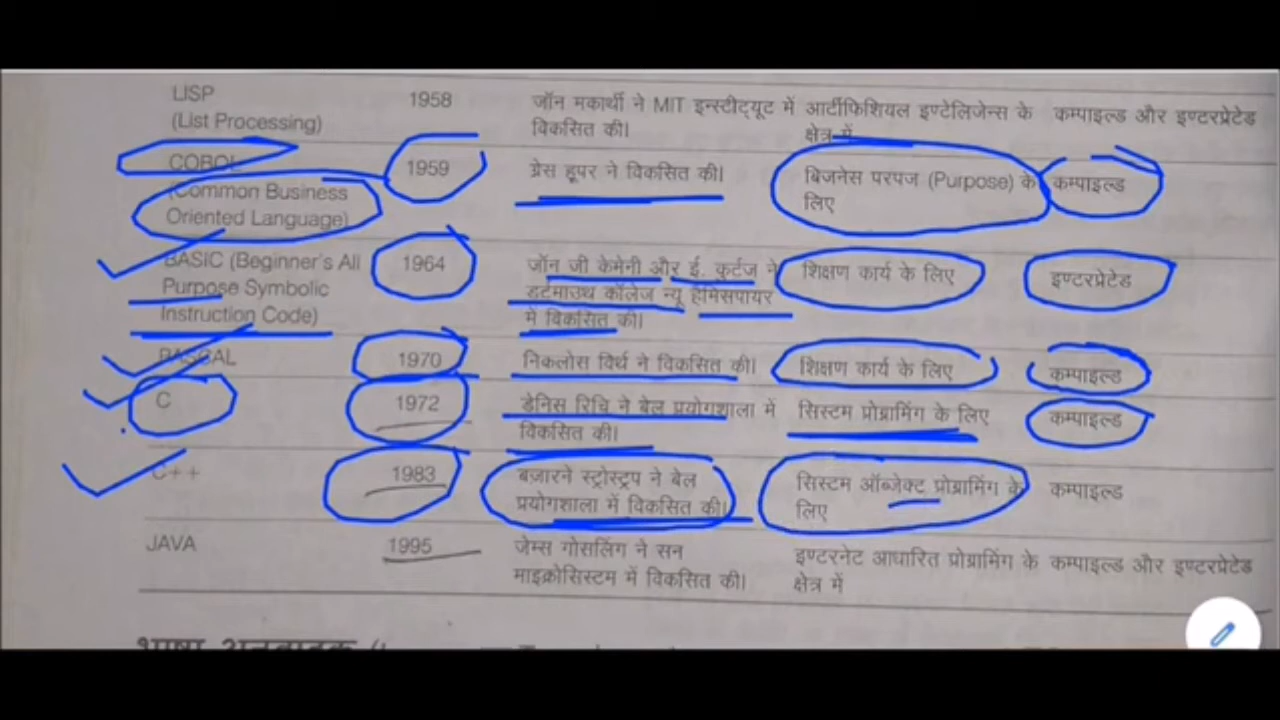 LISP 1958 जॉन मकार्थी ने MIT इन्स्टीट्यूट में आर्टीफिशियल इण्टेलिजेन्स के कम्पाइल्ड और इण्टरप्रेटेड
(List Processing) विकसित की। क्षेत्र में
COBOL 1959 ग्रेस हूपर ने विकसित की। बिजनेस परपज (Purpose) के कम्पाइल्ड
(Common Business लिए
Oriented Language)
BASIC (Beginner's All 1964 जॉन जी केमेनी और ई. कुर्टज ने शिक्षण कार्य के लिए इण्टरप्रेटेड
Purpose Symbolic डर्टमाउथ कॉलेज न्यू हैमिसपायर
Instruction Code) में विकसित की।
PASCAL 1970 निकलोस विर्थ ने विकसित की। शिक्षण कार्य के लिए कम्पाइल्ड
C 1972 डेनिस रिचि ने बेल प्रयोगशाला में सिस्टम प्रोग्रामिंग के लिए कम्पाइल्ड
विकसित की।
C++ 1983 बजारने स्ट्रोस्ट्रप ने बेल सिस्टम ऑब्जेक्ट प्रोग्रामिंग के कम्पाइल्ड
प्रयोगशाला में विकसित की। लिए
JAVA 1995 जेम्स गोसलिंग ने सन इण्टरनेट आधारित प्रोग्रामिंग के कम्पाइल्ड और इण्टरप्रेटेड
माइक्रोसिस्टम में विकसित की। क्षेत्र में